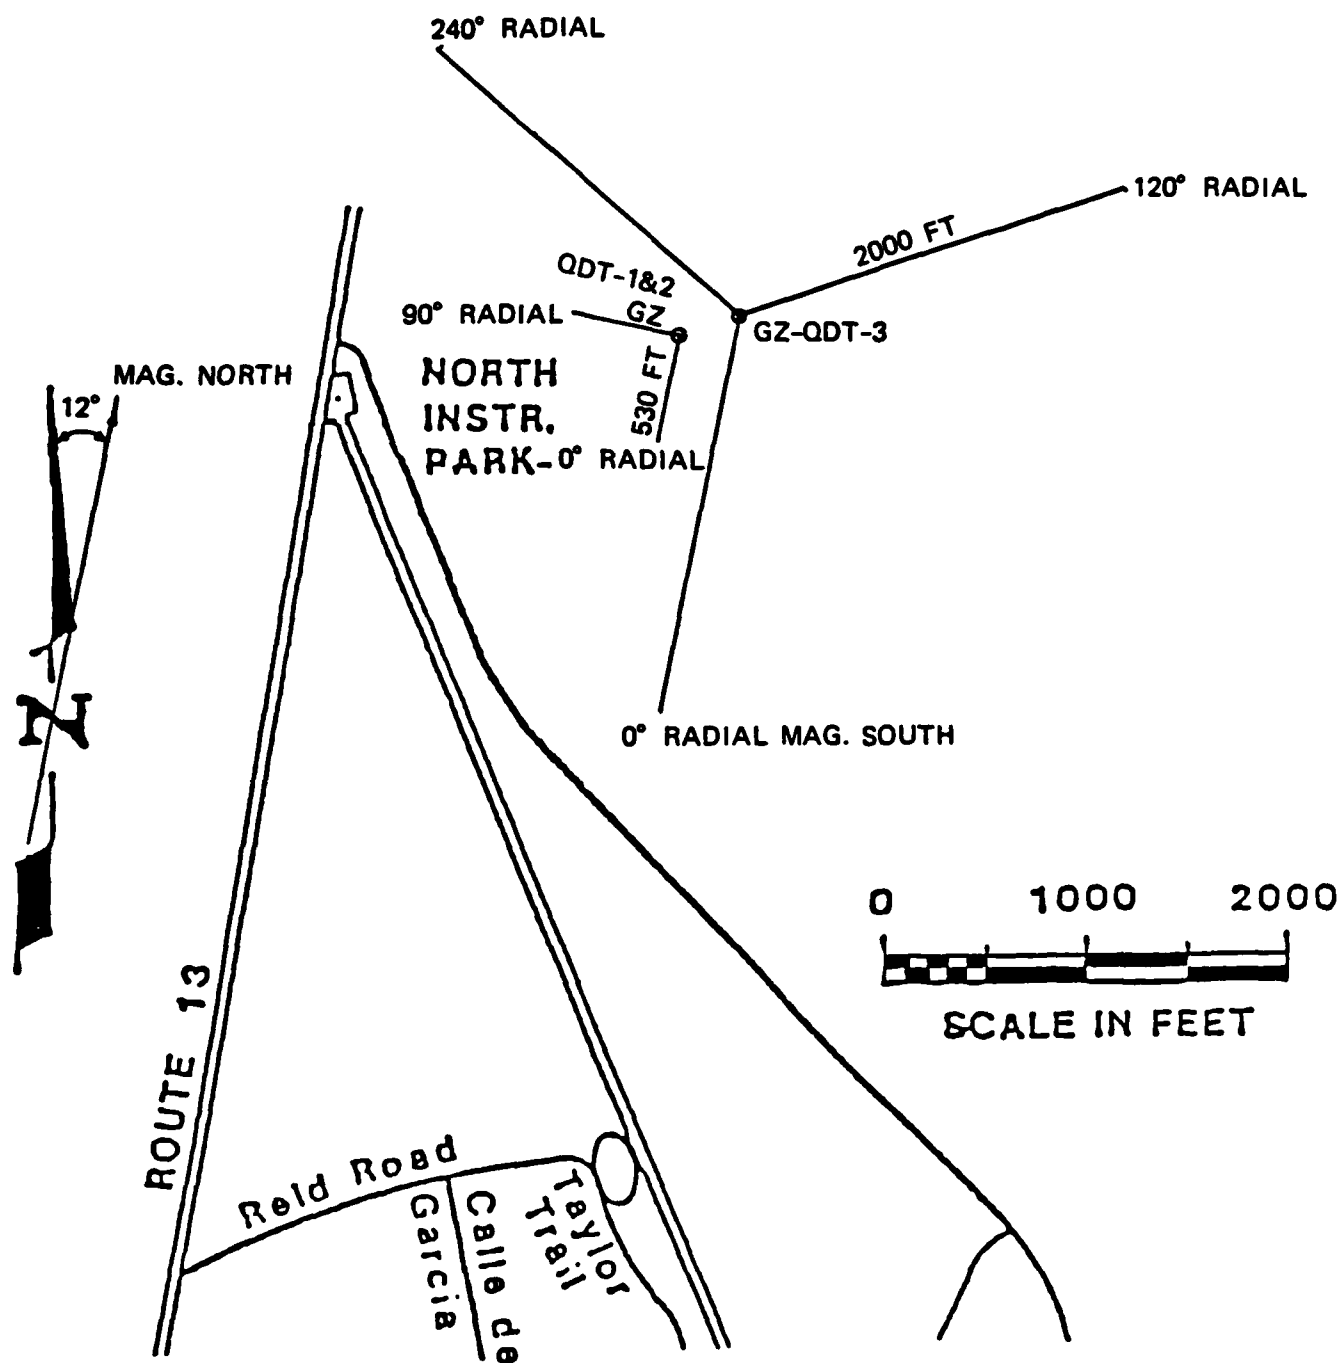 240° RADIAL
120° RADIAL
2000 FT
QDT-1&2
GZ
90° RADIAL
GZ-QDT-3
530 FT
MAG. NORTH
12°
NORTH
INSTR.
PARK-
0° RADIAL
N
0° RADIAL MAG. SOUTH
0 1000 2000
SCALE IN FEET
ROUTE 13
Reid Road
Calle de
Garcia
Taylor
Trail